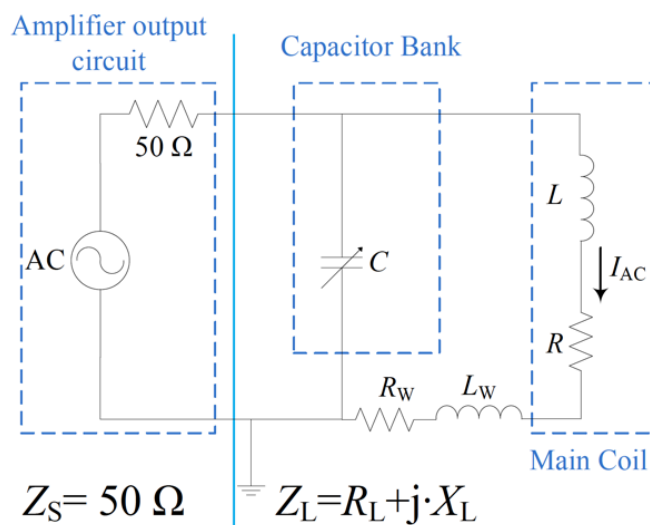 Amplifier output
circuit
Capacitor Bank
50 Ω
AC
C
L
I_AC
R
R_W
L_W
Main Coil
Z_S= 50 Ω
Z_L=R_L+j·X_L